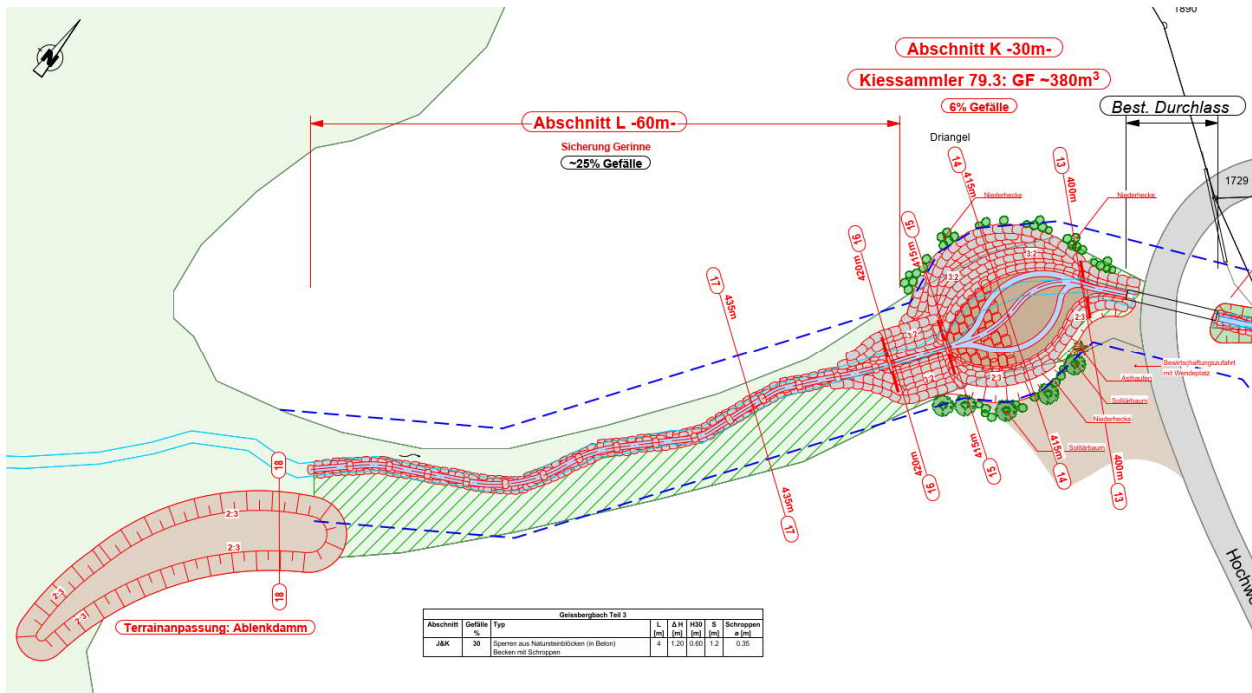 N
1890
Abschnitt K -30m-
Kiessammler 79.3: GF ~380m³
6% Gefälle
Best. Durchlass
Abschnitt L -60m-
Sicherung Gerinne
~25% Gefälle
Driangel
1729
14
415m
13
400m
Niederhecke
Niederhecke
15
415m
16
420m
17
435m
3:2
3:2
3:2
3:2
2:3
2:3
Bewirtschaftungszufahrt
mit Wendeplatz
Asthaufen
Solitärbaum
Niederhecke
Solitärbaum
435m
17
420m
16
415m
15
415m
14
400m
13
18
18
2:3
2:3
2:3
2:3
Terrainanpassung: Ablenkdamm
Hochw
Geissbergbach Teil 3
Abschnitt Gefälle % Typ L [m] Δ H [m] H30 [m] S [m] Schroppen ø [m]
J&K 30 Sperren aus Natursteinblöcken (in Beton) 4 1.20 0.60 1.2 0.35
Becken mit Schroppen